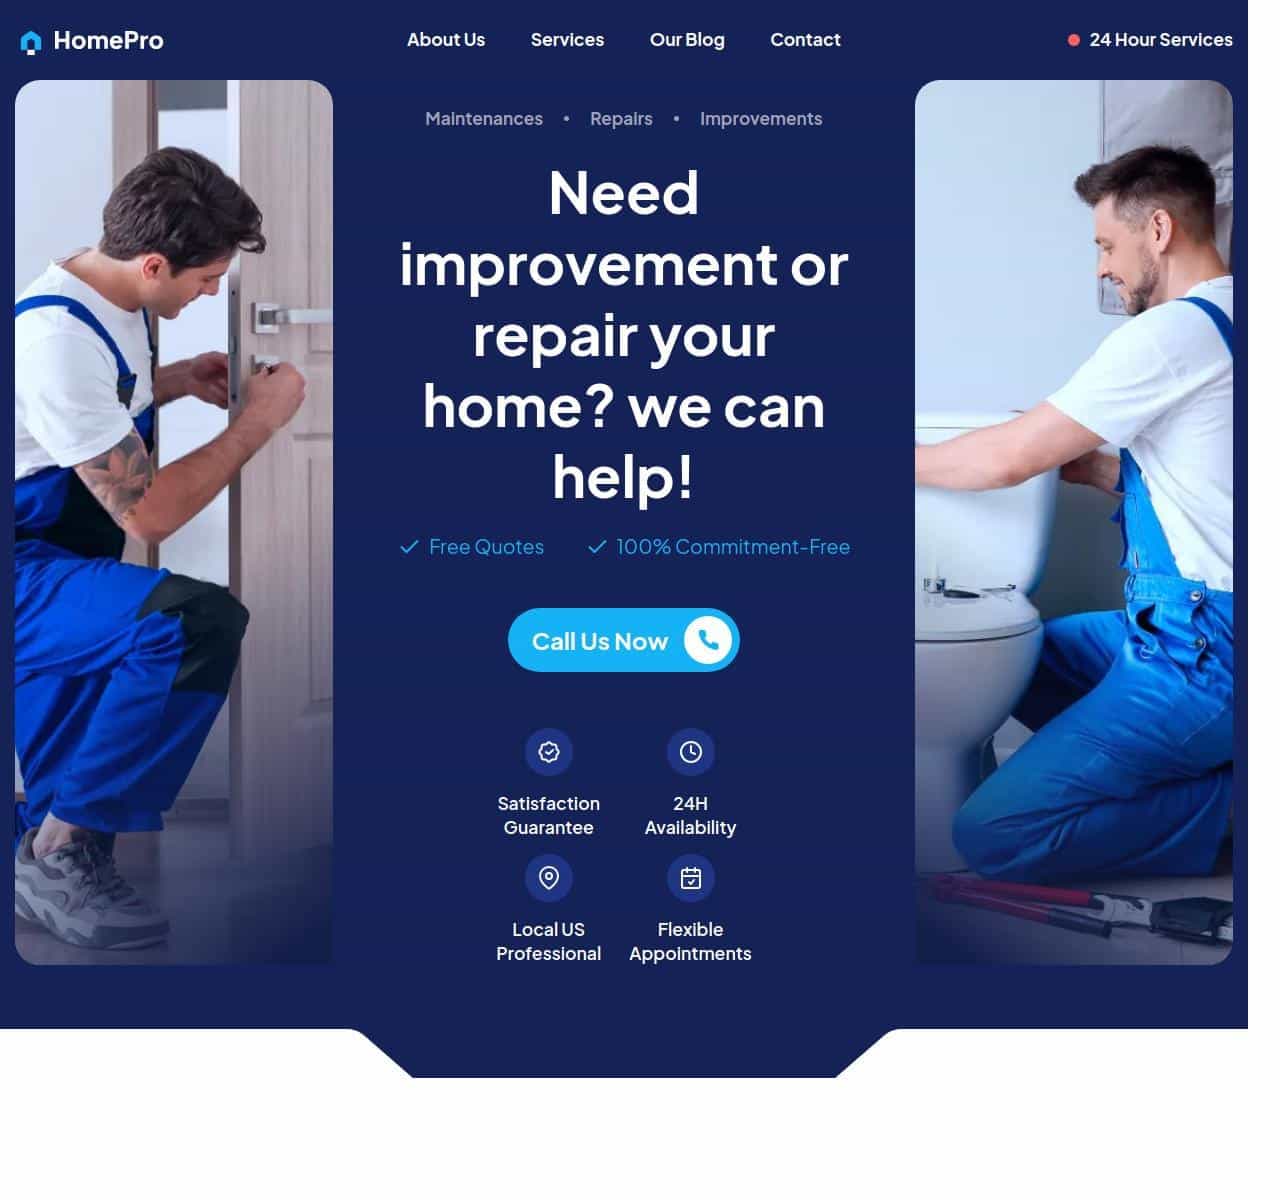 HomePro
About Us
Services
Our Blog
Contact
24 Hour Services
Maintenances • Repairs • Improvements
Need
improvement or
repair your
home? we can
help!
Free Quotes
100% Commitment-Free
Call Us Now
Satisfaction
Guarantee
24H
Availability
Local US
Professional
Flexible
Appointments